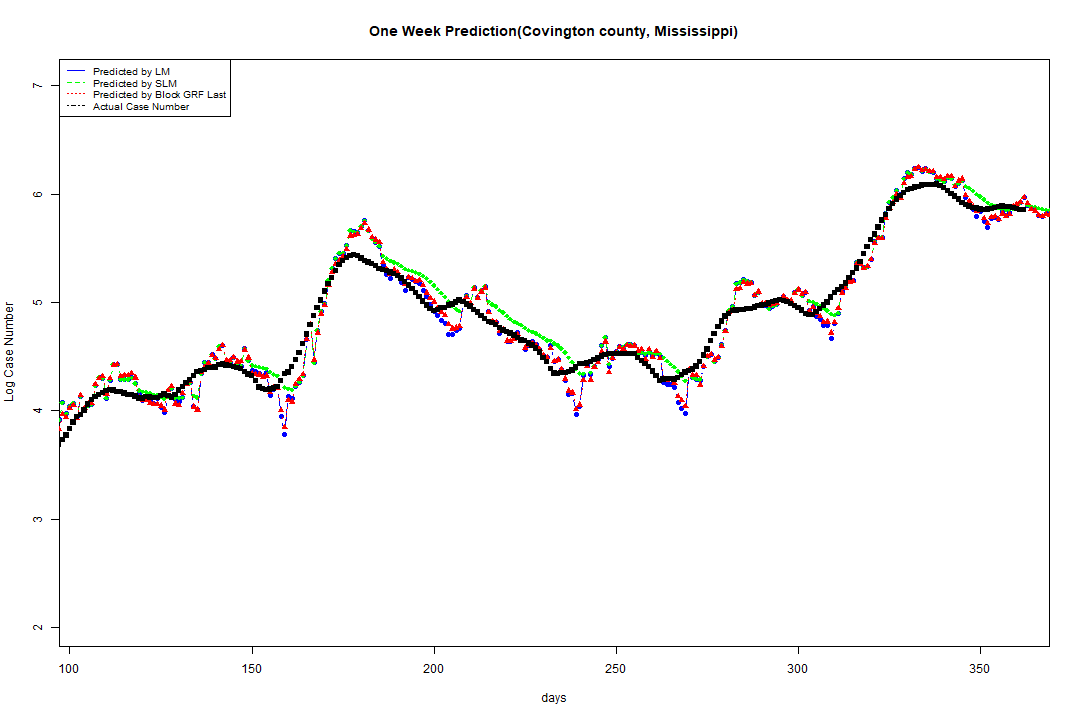 One Week Prediction(Covington county, Mississippi)
Predicted by LM
Predicted by SLM
Predicted by Block GRF Last
Actual Case Number
Log Case Number
7
6
5
4
3
2
100 150 200 250 300 350
days